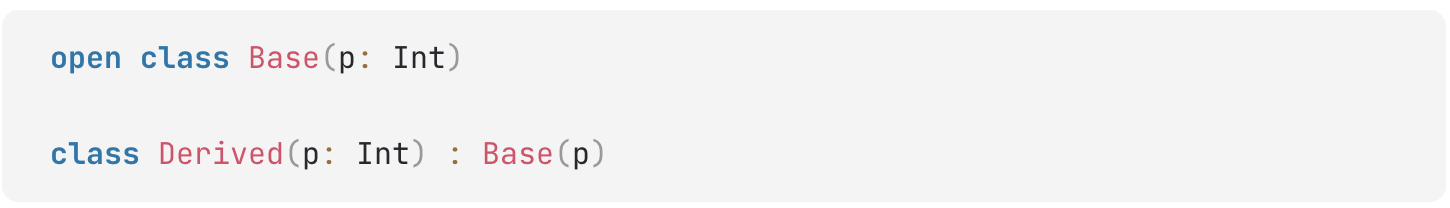 open class Base(p: Int)
class Derived(p: Int) : Base(p)